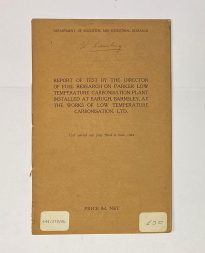 DEPARTMENT OF SCIENTIFIC AND INDUSTRIAL RESEARCH
REPORT OF TEST BY THE DIRECTOR
OF FUEL RESEARCH ON PARKER LOW
TEMPERATURE CARBONISATION PLANT
INSTALLED AT BARUGH, BARNSLEY, AT
THE WORKS OF LOW TEMPERATURE
CARBONISATION, LTD.
PRICE 6d. NET